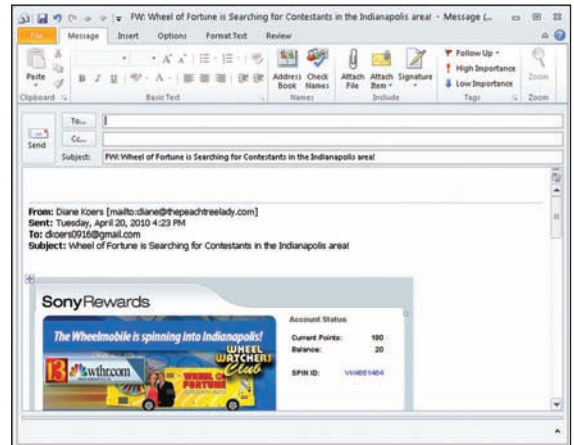 FW: Wheel of Fortune is Searching for Contestants in the Indianapolis area! - Message (...
File Message Insert Options Format Text Review
Paste
Clipboard
B I U
Basic Text
Address Book
Check Names
Names
Attach File
Attach Item
Signature
Include
Follow Up
High Importance
Low Importance
Tags
Zoom
Zoom
Send
To...
Cc...
Subject: FW: Wheel of Fortune is Searching for Contestants in the Indianapolis area!
From: Diane Koers [mailto:diane@thepeachtreelady.com]
Sent: Tuesday, April 20, 2010 4:23 PM
To: dkoers0916@gmail.com
Subject: Wheel of Fortune is Searching for Contestants in the Indianapolis area!
SonyRewards
Account Status
The Wheelmobile is spinning into Indianapolis!
Current Points: 180
Balance: 20
WHEEL WATCHERS Club
13 wthr.com
WHEEL OF FORTUNE
SPIN ID: